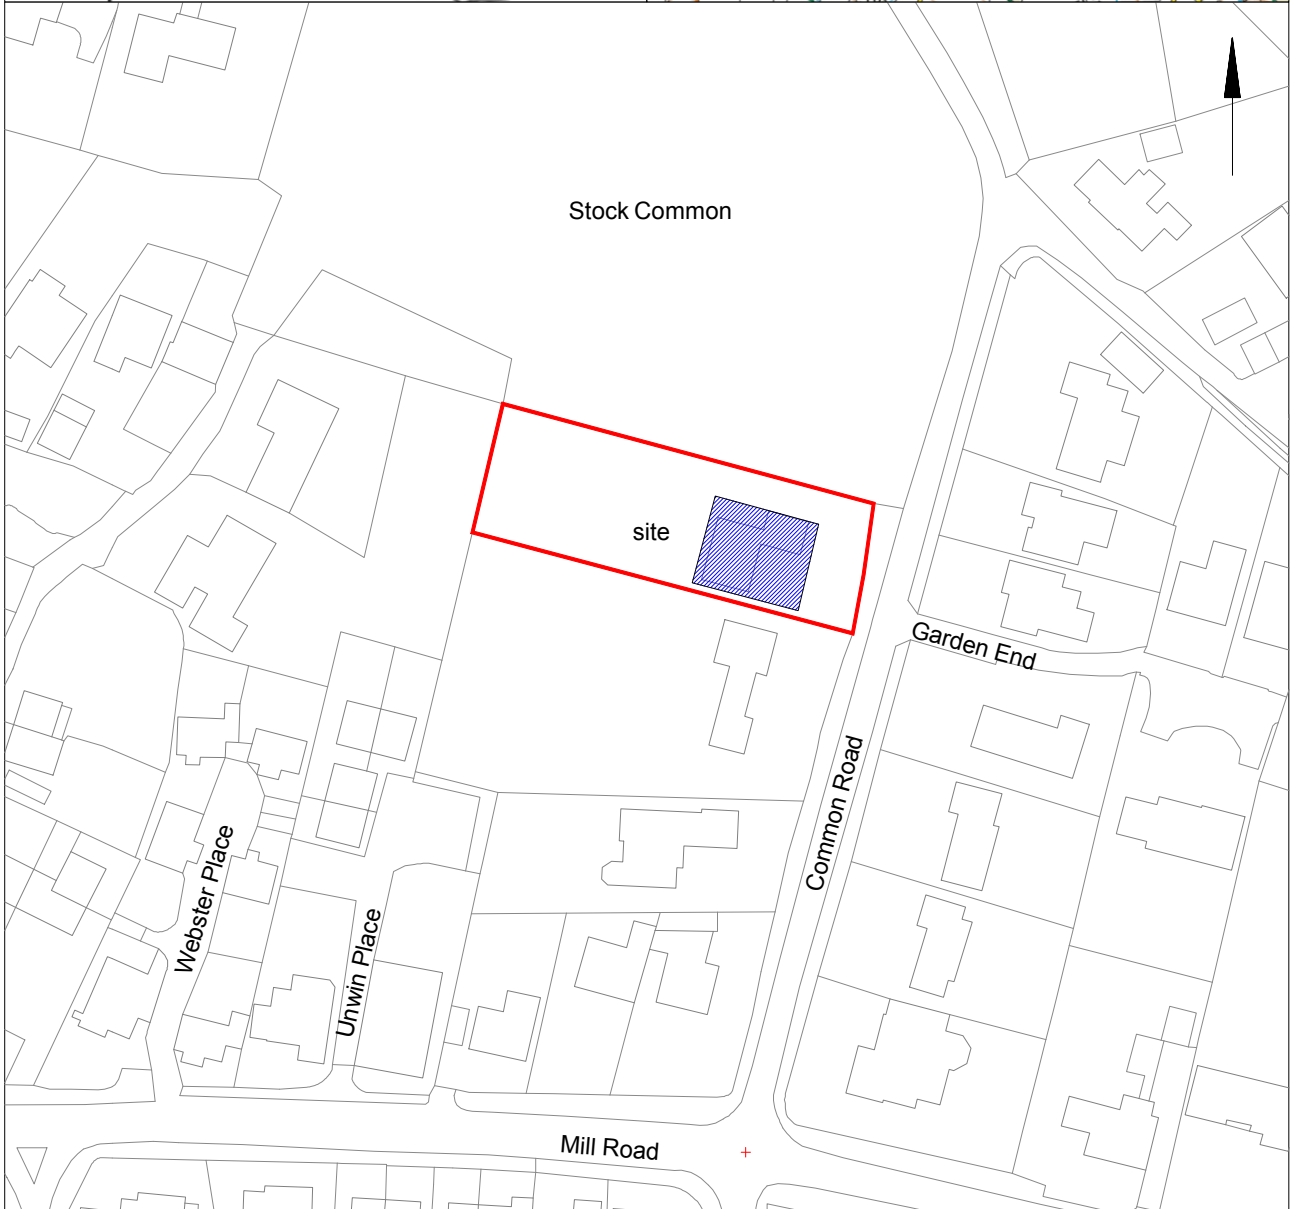 Stock Common
site
Garden End
Common Road
Webster Place
Unwin Place
Mill Road